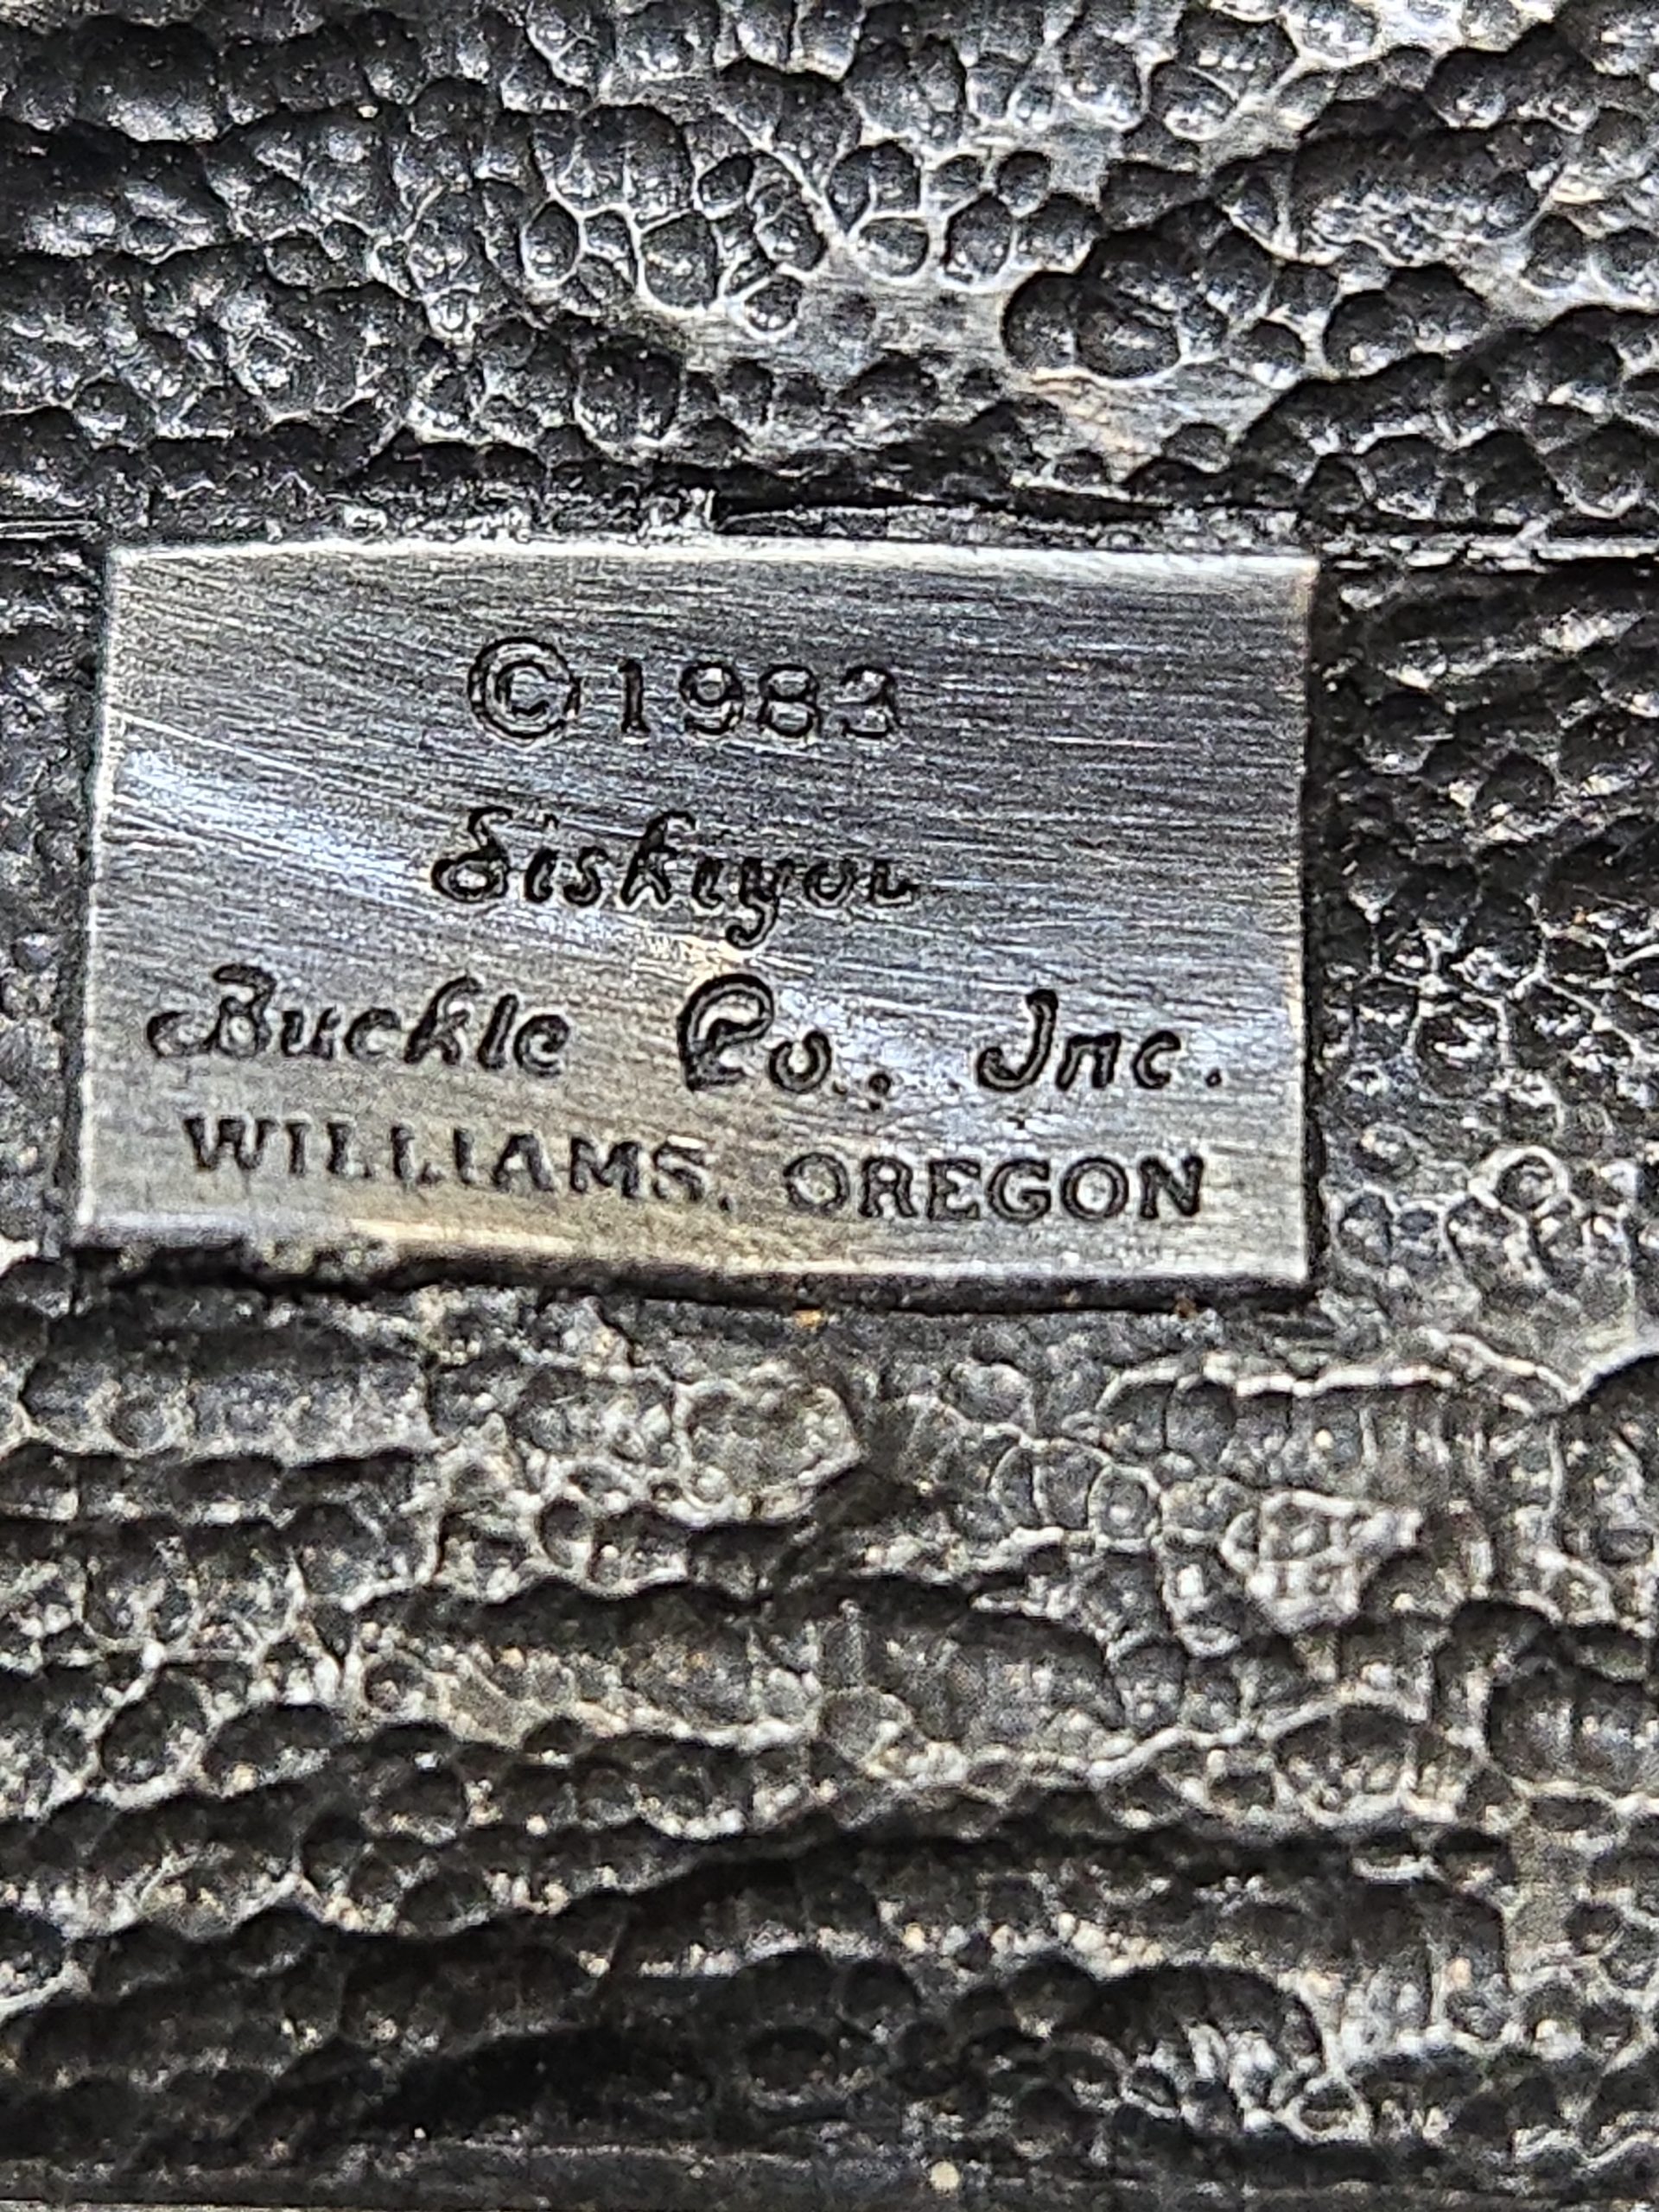 ©1983
Siskiyou
Buckle Co., Inc.
WILLIAMS, OREGON